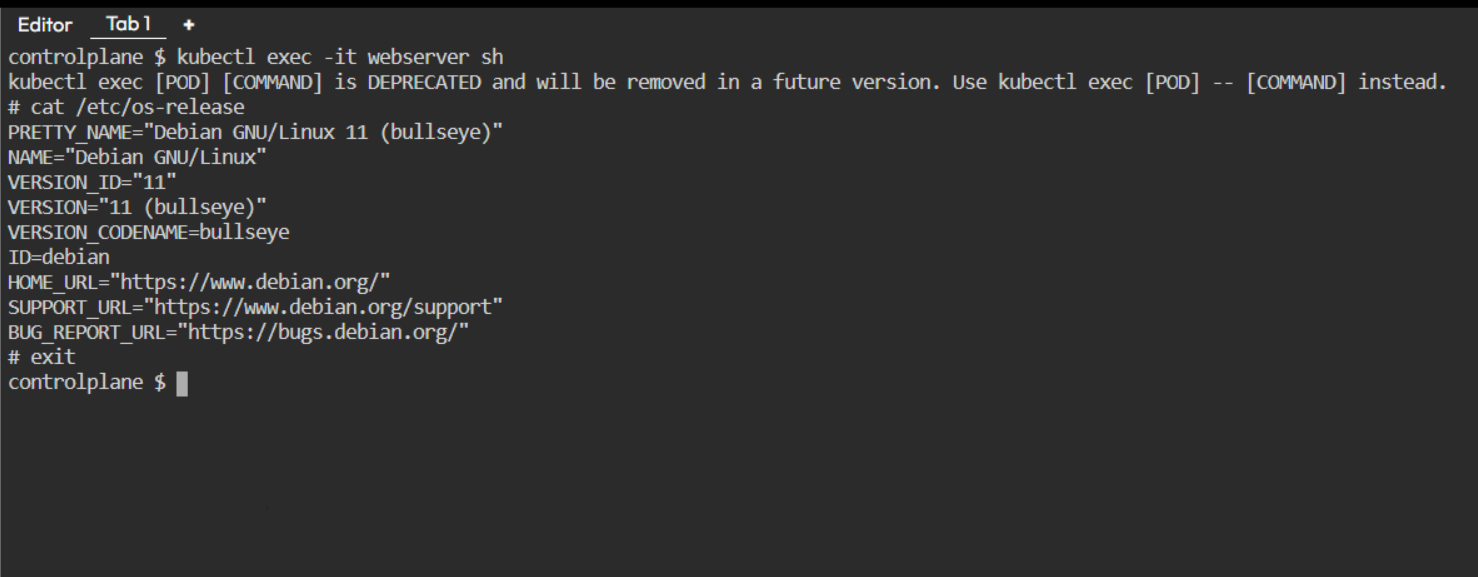 Editor Tab 1 +
controlplane $ kubectl exec -it webserver sh
kubectl exec [POD] [COMMAND] is DEPRECATED and will be removed in a future version. Use kubectl exec [POD] -- [COMMAND] instead.
# cat /etc/os-release
PRETTY_NAME="Debian GNU/Linux 11 (bullseye)"
NAME="Debian GNU/Linux"
VERSION_ID="11"
VERSION="11 (bullseye)"
VERSION_CODENAME=bullseye
ID=debian
HOME_URL="https://www.debian.org/"
SUPPORT_URL="https://www.debian.org/support"
BUG_REPORT_URL="https://bugs.debian.org/"
# exit
controlplane $